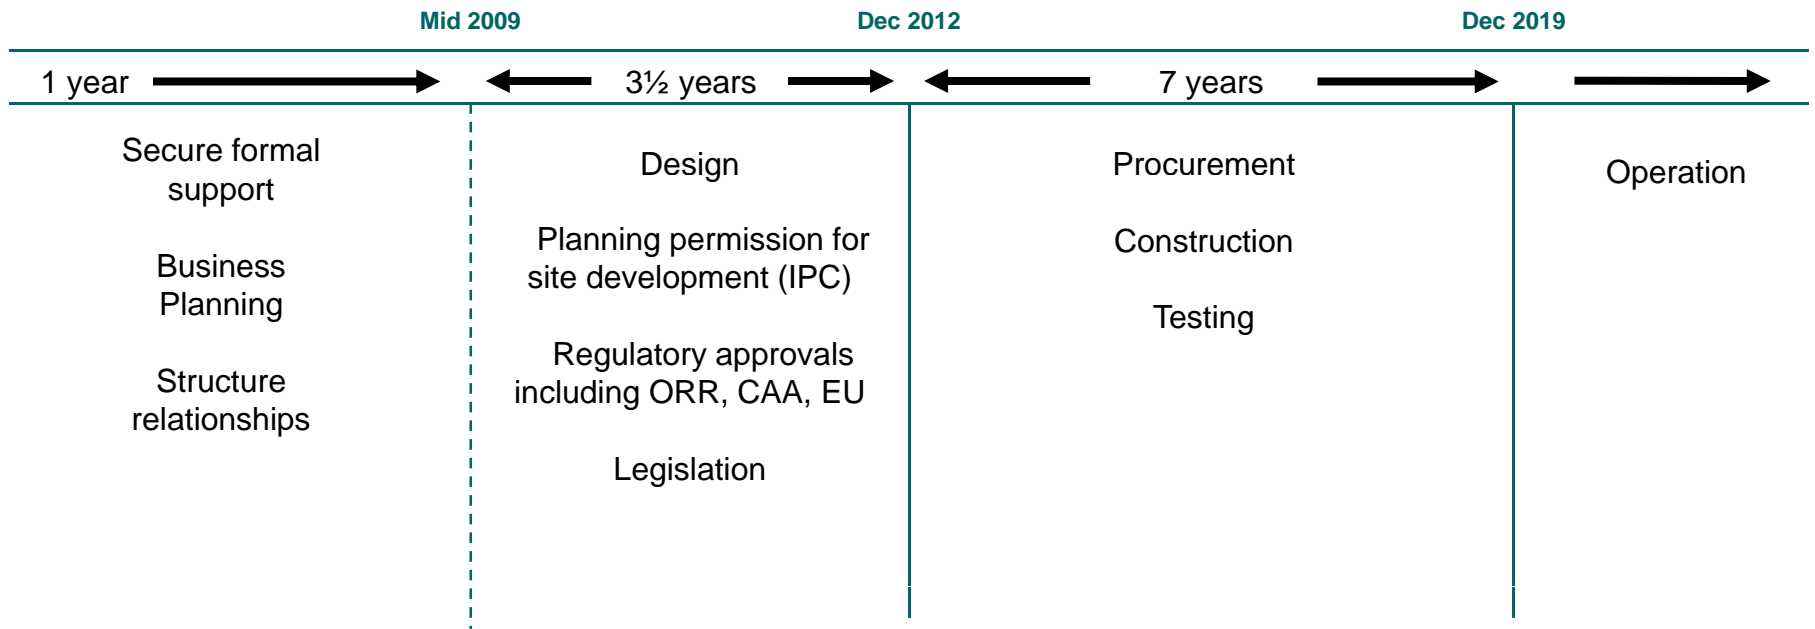 Mid 2009
Dec 2012
Dec 2019
1 year
3½ years
7 years
Secure formal
support
Business
Planning
Structure
relationships
Design
Planning permission for
site development (IPC)
Regulatory approvals
including ORR, CAA, EU
Legislation
Procurement
Construction
Testing
Operation